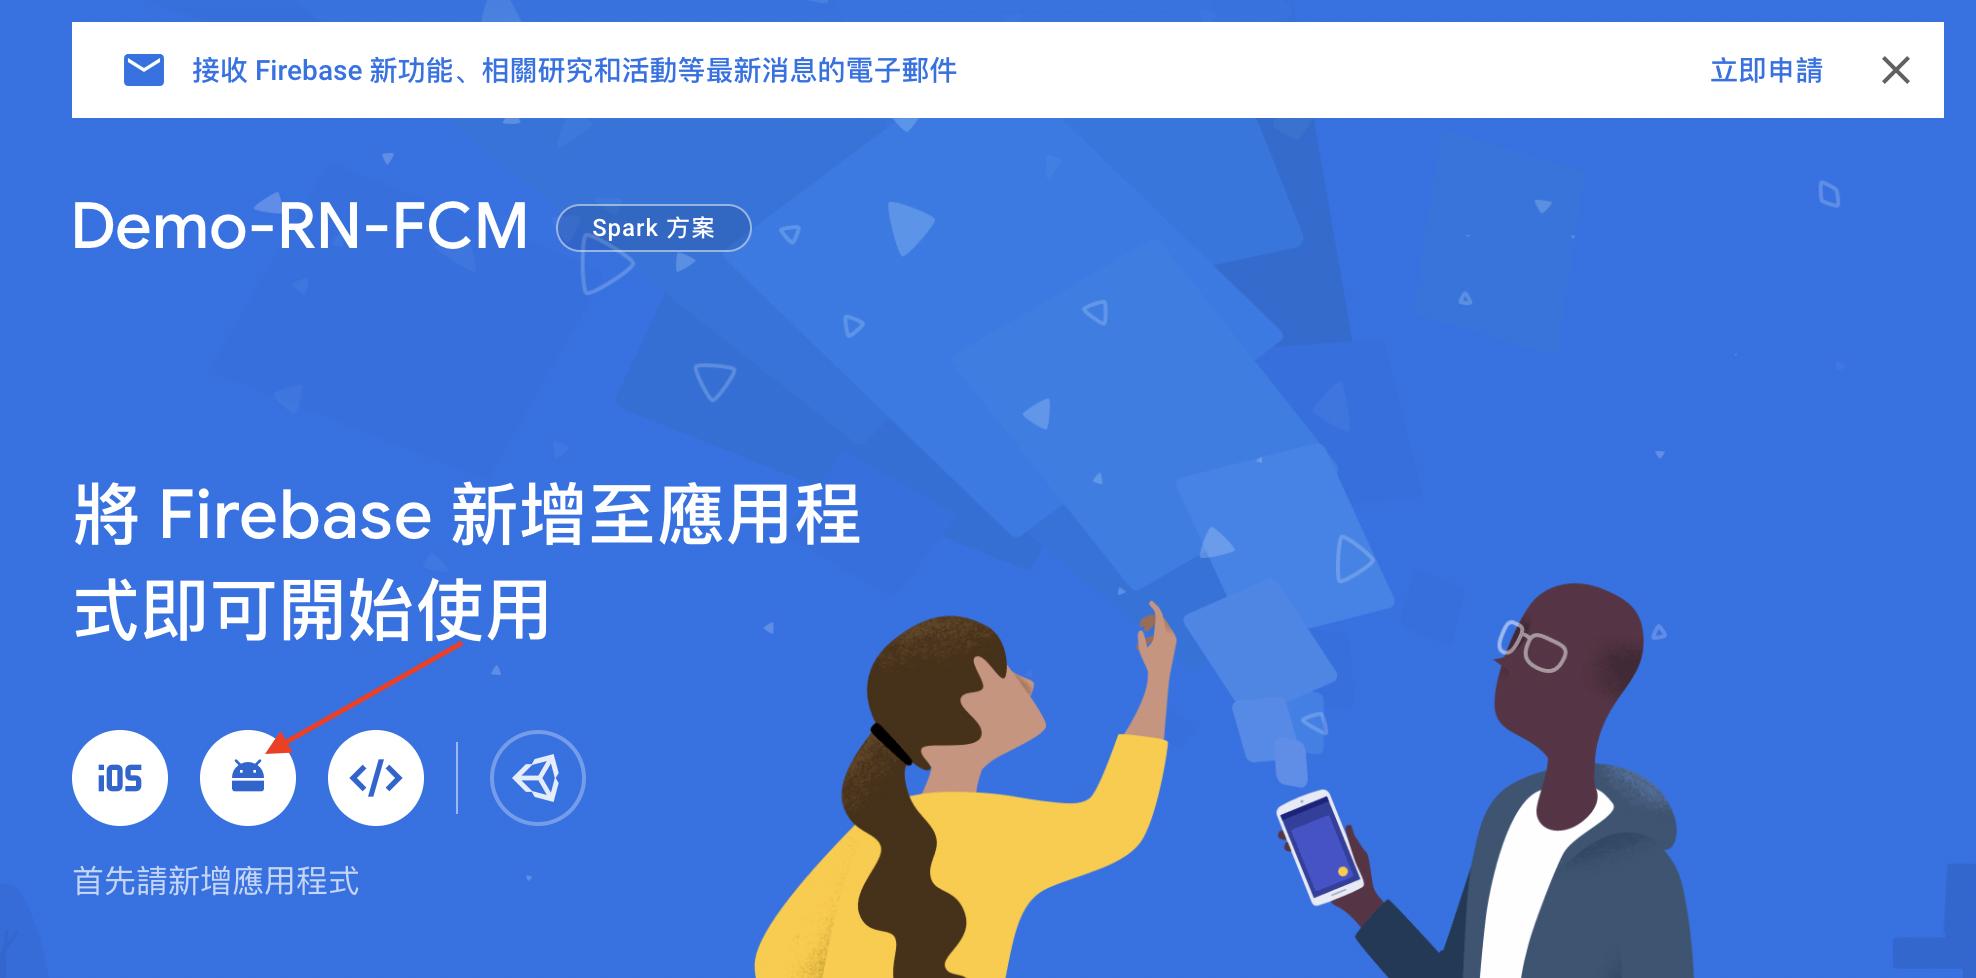 接收 Firebase 新功能、相關研究和活動等最新消息的電子郵件
立即申請
Demo-RN-FCM
Spark 方案
將 Firebase 新增至應用程
式即可開始使用
iOS
</>
首先請新增應用程式